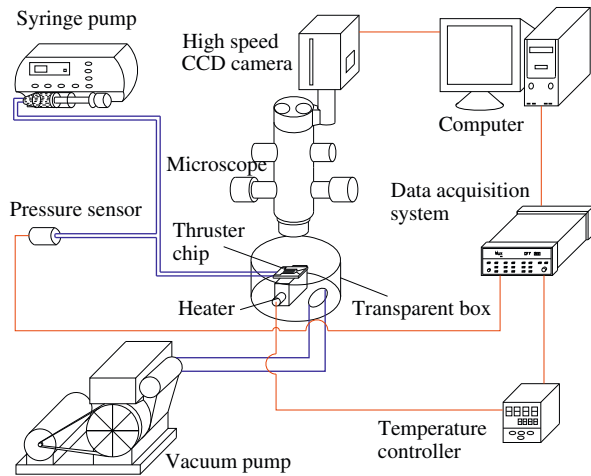 Syringe pump
High speed
CCD camera
Computer
Microscope
Data acquisition
system
Pressure sensor
Thruster
chip
Heater
Transparent box
Temperature
controller
Vacuum pump